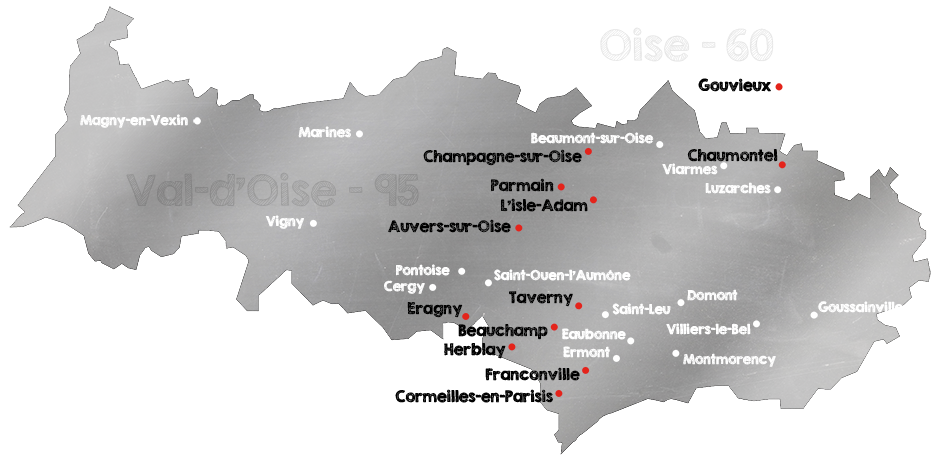 Oise - 60
Gouvieux
Magny-en-Vexin
Marines
Beaumont-sur-Oise
Champagne-sur-Oise
Chaumontel
Viarmes
Val-d'Oise - 95
Parmain
Luzarches
L'isle-Adam
Vigny
Auvers-sur-Oise
Pontoise
Saint-Ouen-l'Aumône
Cergy
Taverny
Domont
Eragny
Saint-Leu
Goussainville
Beauchamp
Eaubonne
Villiers-le-Bel
Herblay
Ermont
Montmorency
Franconville
Cormeilles-en-Parisis